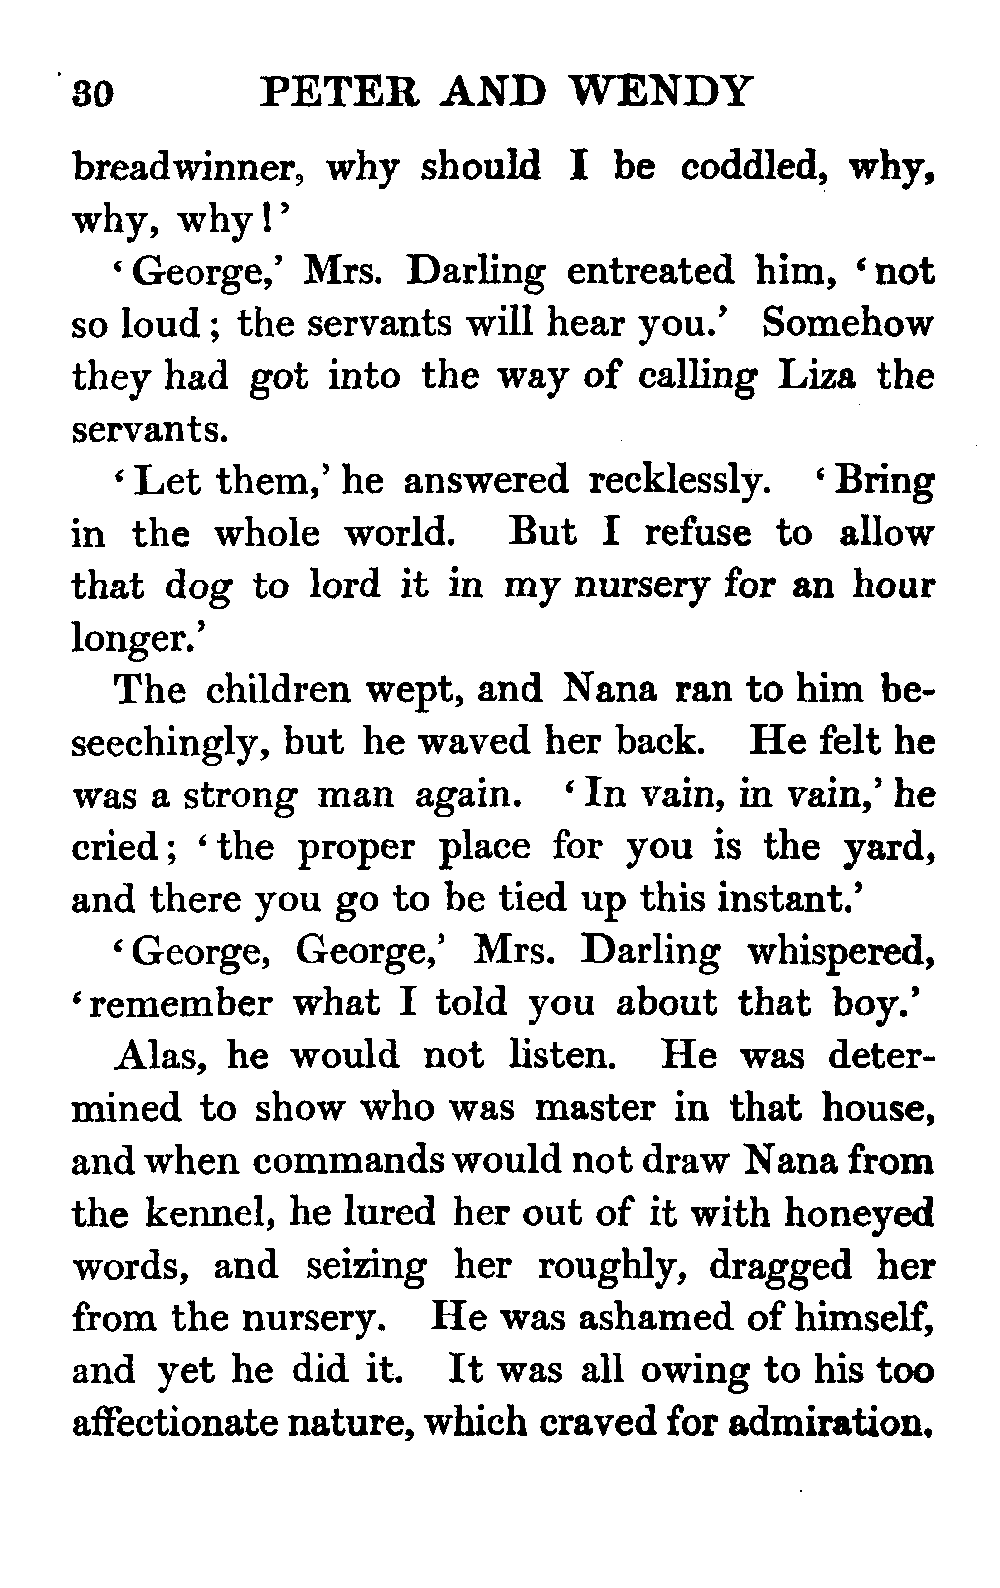 30 PETER AND WENDY
breadwinner, why should I be coddled, why,
why, why!’
‘George,’ Mrs. Darling entreated him, ‘not
so loud; the servants will hear you.’ Somehow
they had got into the way of calling Liza the
servants.
‘Let them,’ he answered recklessly. ‘Bring
in the whole world. But I refuse to allow
that dog to lord it in my nursery for an hour
longer.’
The children wept, and Nana ran to him be-
seechingly, but he waved her back. He felt he
was a strong man again. ‘In vain, in vain,’ he
cried; ‘the proper place for you is the yard,
and there you go to be tied up this instant.’
‘George, George,’ Mrs. Darling whispered,
‘remember what I told you about that boy.’
Alas, he would not listen. He was deter-
mined to show who was master in that house,
and when commands would not draw Nana from
the kennel, he lured her out of it with honeyed
words, and seizing her roughly, dragged her
from the nursery. He was ashamed of himself,
and yet he did it. It was all owing to his too
affectionate nature, which craved for admiration.